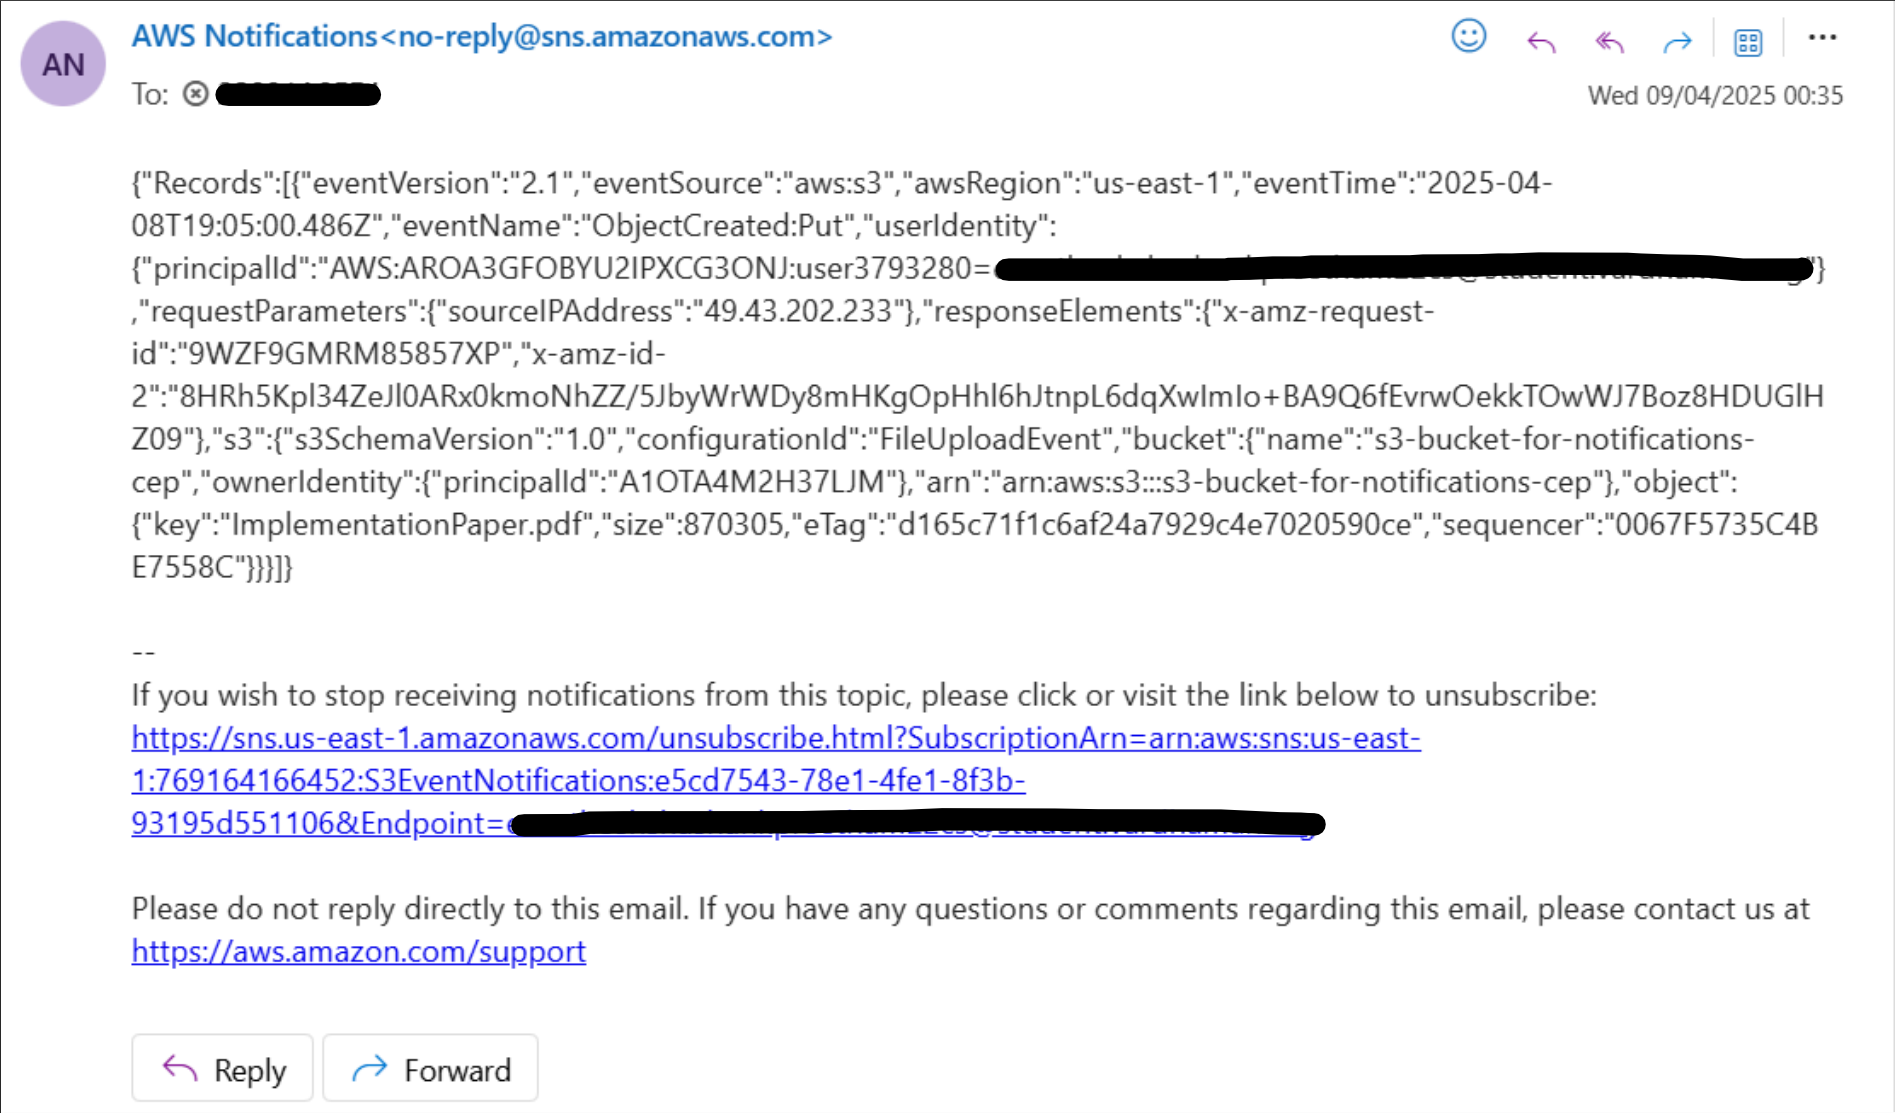 AWS Notifications<no-reply@sns.amazonaws.com>
AN
To:
Wed 09/04/2025 00:35
{"Records":[{"eventVersion":"2.1","eventSource":"aws:s3","awsRegion":"us-east-1","eventTime":"2025-04-
08T19:05:00.486Z","eventName":"ObjectCreated:Put","userIdentity":
{"principalId":"AWS:AROA3GFOBYU2IPXCG3ONJ:user3793280= "}
,"requestParameters":{"sourceIPAddress":"49.43.202.233"},"responseElements":{"x-amz-request-
id":"9WZF9GMRM85857XP","x-amz-id-
2":"8HRh5Kpl34ZeJl0ARx0kmoNhZZ/5JbyWrWDy8mHKgOpHhl6hJtnpL6dqXwImIo+BA9Q6fEvrwOekkTOwWJ7Boz8HDUGlH
Z09"},"s3":{"s3SchemaVersion":"1.0","configurationId":"FileUploadEvent","bucket":{"name":"s3-bucket-for-notifications-
cep","ownerIdentity":{"principalId":"A1OTA4M2H37LJM"},"arn":"arn:aws:s3:::s3-bucket-for-notifications-cep"},"object":
{"key":"ImplementationPaper.pdf","size":870305,"eTag":"d165c71f1c6af24a7929c4e7020590ce","sequencer":"0067F5735C4B
E7558C"}}}]}
--
If you wish to stop receiving notifications from this topic, please click or visit the link below to unsubscribe:
https://sns.us-east-1.amazonaws.com/unsubscribe.html?SubscriptionArn=arn:aws:sns:us-east-
1:769164166452:S3EventNotifications:e5cd7543-78e1-4fe1-8f3b-
93195d551106&Endpoint=
Please do not reply directly to this email. If you have any questions or comments regarding this email, please contact us at
https://aws.amazon.com/support
Reply
Forward